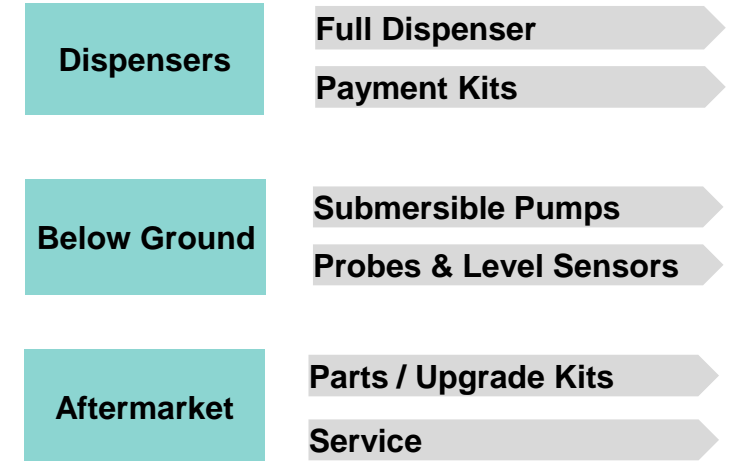 Dispensers
Full Dispenser
Payment Kits
Below Ground
Submersible Pumps
Probes & Level Sensors
Aftermarket
Parts / Upgrade Kits
Service